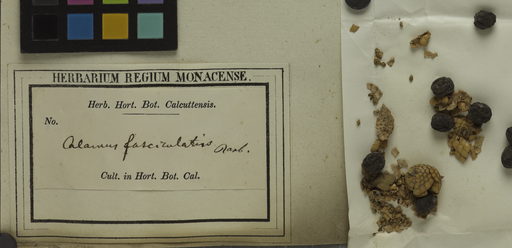 HERBARIUM REGIUM MONACENSE.
Herb. Hort. Bot. Calcuttensis.
No.
Calamus fasciculatus Roxb.
Cult. in Hort. Bot. Cal.